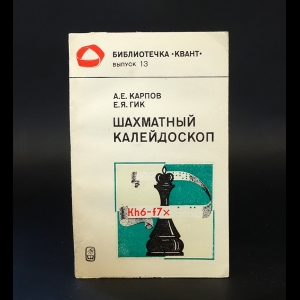 БИБЛИОТЕЧКА «КВАНТ»
ВЫПУСК 13
А.Е. КАРПОВ
Е.Я. ГИК
ШАХМАТНЫЙ
КАЛЕЙДОСКОП
Kh6-f7x